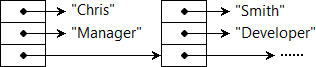 "Chris" "Smith"
"Manager" "Developer"
......